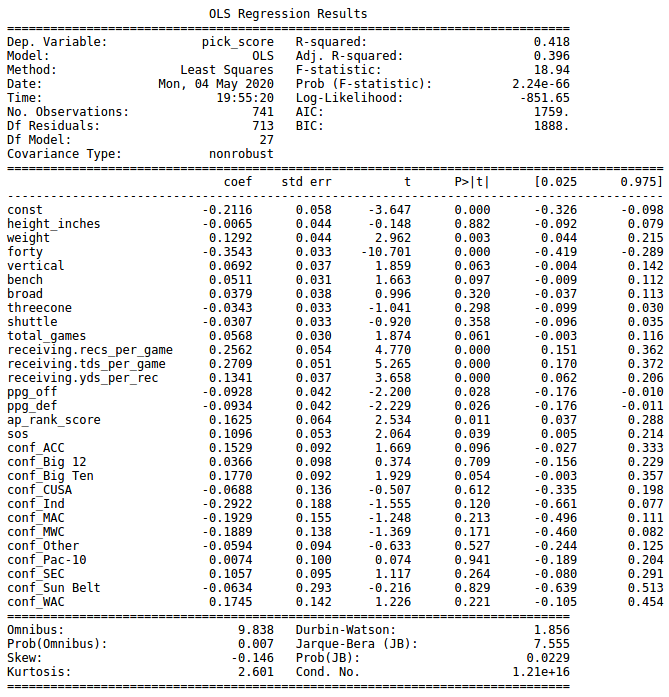 OLS Regression Results
==============================================================================
Dep. Variable:             pick_score   R-squared:                       0.418
Model:                            OLS   Adj. R-squared:                  0.396
Method:                 Least Squares   F-statistic:                     18.94
Date:                Mon, 04 May 2020   Prob (F-statistic):           2.24e-66
Time:                        19:55:20   Log-Likelihood:                -851.65
No. Observations:                 741   AIC:                             1759.
Df Residuals:                     713   BIC:                             1888.
Df Model:                          27
Covariance Type:            nonrobust
===========================================================================================
                              coef    std err          t      P>|t|      [0.025      0.975]
-------------------------------------------------------------------------------------------
const                      -0.2116      0.058     -3.647      0.000      -0.326      -0.098
height_inches              -0.0065      0.044     -0.148      0.882      -0.092       0.079
weight                      0.1292      0.044      2.962      0.003       0.044       0.215
forty                      -0.3543      0.033    -10.701      0.000      -0.419      -0.289
vertical                    0.0692      0.037      1.859      0.063      -0.004       0.142
bench                       0.0511      0.031      1.663      0.097      -0.009       0.112
broad                       0.0379      0.038      0.996      0.320      -0.037       0.113
threecone                  -0.0343      0.033     -1.041      0.298      -0.099       0.030
shuttle                    -0.0307      0.033     -0.920      0.358      -0.096       0.035
total_games                 0.0568      0.030      1.874      0.061      -0.003       0.116
receiving.recs_per_game     0.2562      0.054      4.770      0.000       0.151       0.362
receiving.tds_per_game      0.2709      0.051      5.265      0.000       0.170       0.372
receiving.yds_per_rec       0.1341      0.037      3.658      0.000       0.062       0.206
ppg_off                    -0.0928      0.042     -2.200      0.028      -0.176      -0.010
ppg_def                    -0.0934      0.042     -2.229      0.026      -0.176      -0.011
ap_rank_score               0.1625      0.064      2.534      0.011       0.037       0.288
sos                         0.1096      0.053      2.064      0.039       0.005       0.214
conf_ACC                    0.1529      0.092      1.669      0.096      -0.027       0.333
conf_Big 12                 0.0366      0.098      0.374      0.709      -0.156       0.229
conf_Big Ten                0.1770      0.092      1.929      0.054      -0.003       0.357
conf_CUSA                  -0.0688      0.136     -0.507      0.612      -0.335       0.198
conf_Ind                   -0.2922      0.188     -1.555      0.120      -0.661       0.077
conf_MAC                   -0.1929      0.155     -1.248      0.213      -0.496       0.111
conf_MWC                   -0.1889      0.138     -1.369      0.171      -0.460       0.082
conf_Other                 -0.0594      0.094     -0.633      0.527      -0.244       0.125
conf_Pac-10                 0.0074      0.100      0.074      0.941      -0.189       0.204
conf_SEC                    0.1057      0.095      1.117      0.264      -0.080       0.291
conf_Sun Belt              -0.0634      0.293     -0.216      0.829      -0.639       0.513
conf_WAC                    0.1745      0.142      1.226      0.221      -0.105       0.454
==============================================================================
Omnibus:                        9.838   Durbin-Watson:                   1.856
Prob(Omnibus):                  0.007   Jarque-Bera (JB):                7.555
Skew:                          -0.146   Prob(JB):                       0.0229
Kurtosis:                       2.601   Cond. No.                     1.21e+16
==============================================================================